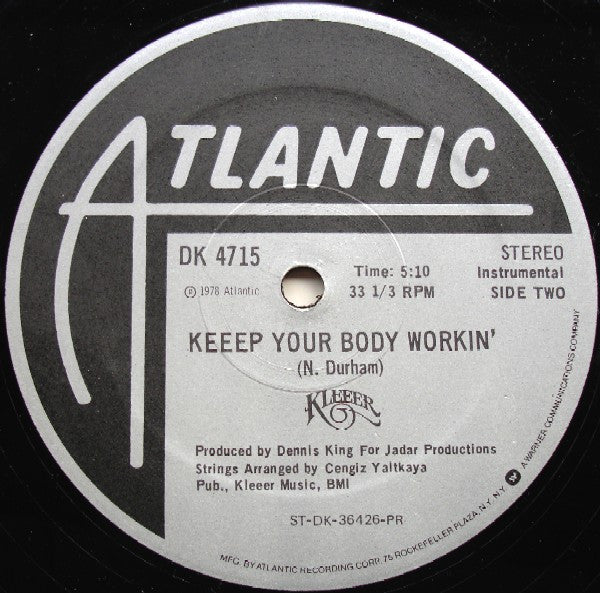 ATLANTIC
DK 4715
℗ 1978 Atlantic
Time: 5:10
33 1/3 RPM
STEREO
Instrumental
SIDE TWO
KEEEP YOUR BODY WORKIN'
(N. Durham)
KLEEER
Produced by Dennis King For Jadar Productions
Strings Arranged by Cengiz Yaltkaya
Pub., Kleeer Music, BMI
ST-DK-36426-PR
MFG. BY ATLANTIC RECORDING CORP. 75 ROCKEFELLER PLAZA, N.Y. N.Y.
W
A WARNER COMMUNICATIONS COMPANY